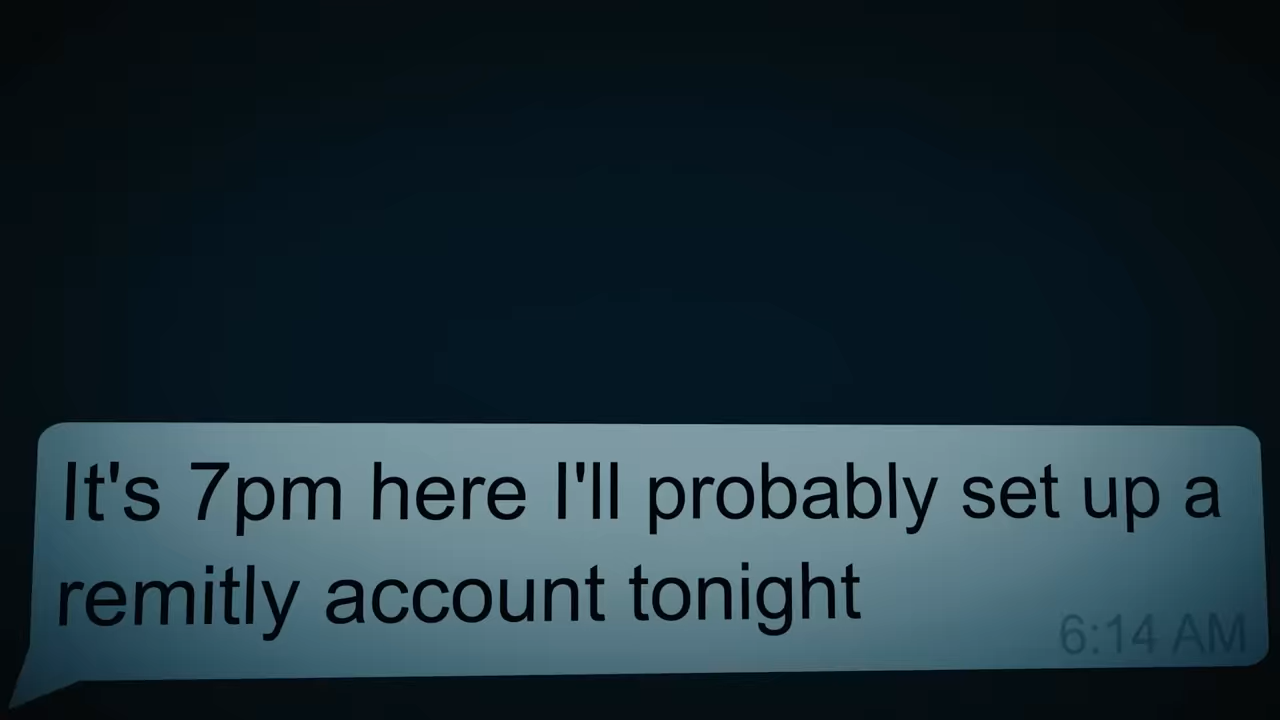 It's 7pm here I'll probably set up a
remitly account tonight
6:14 AM